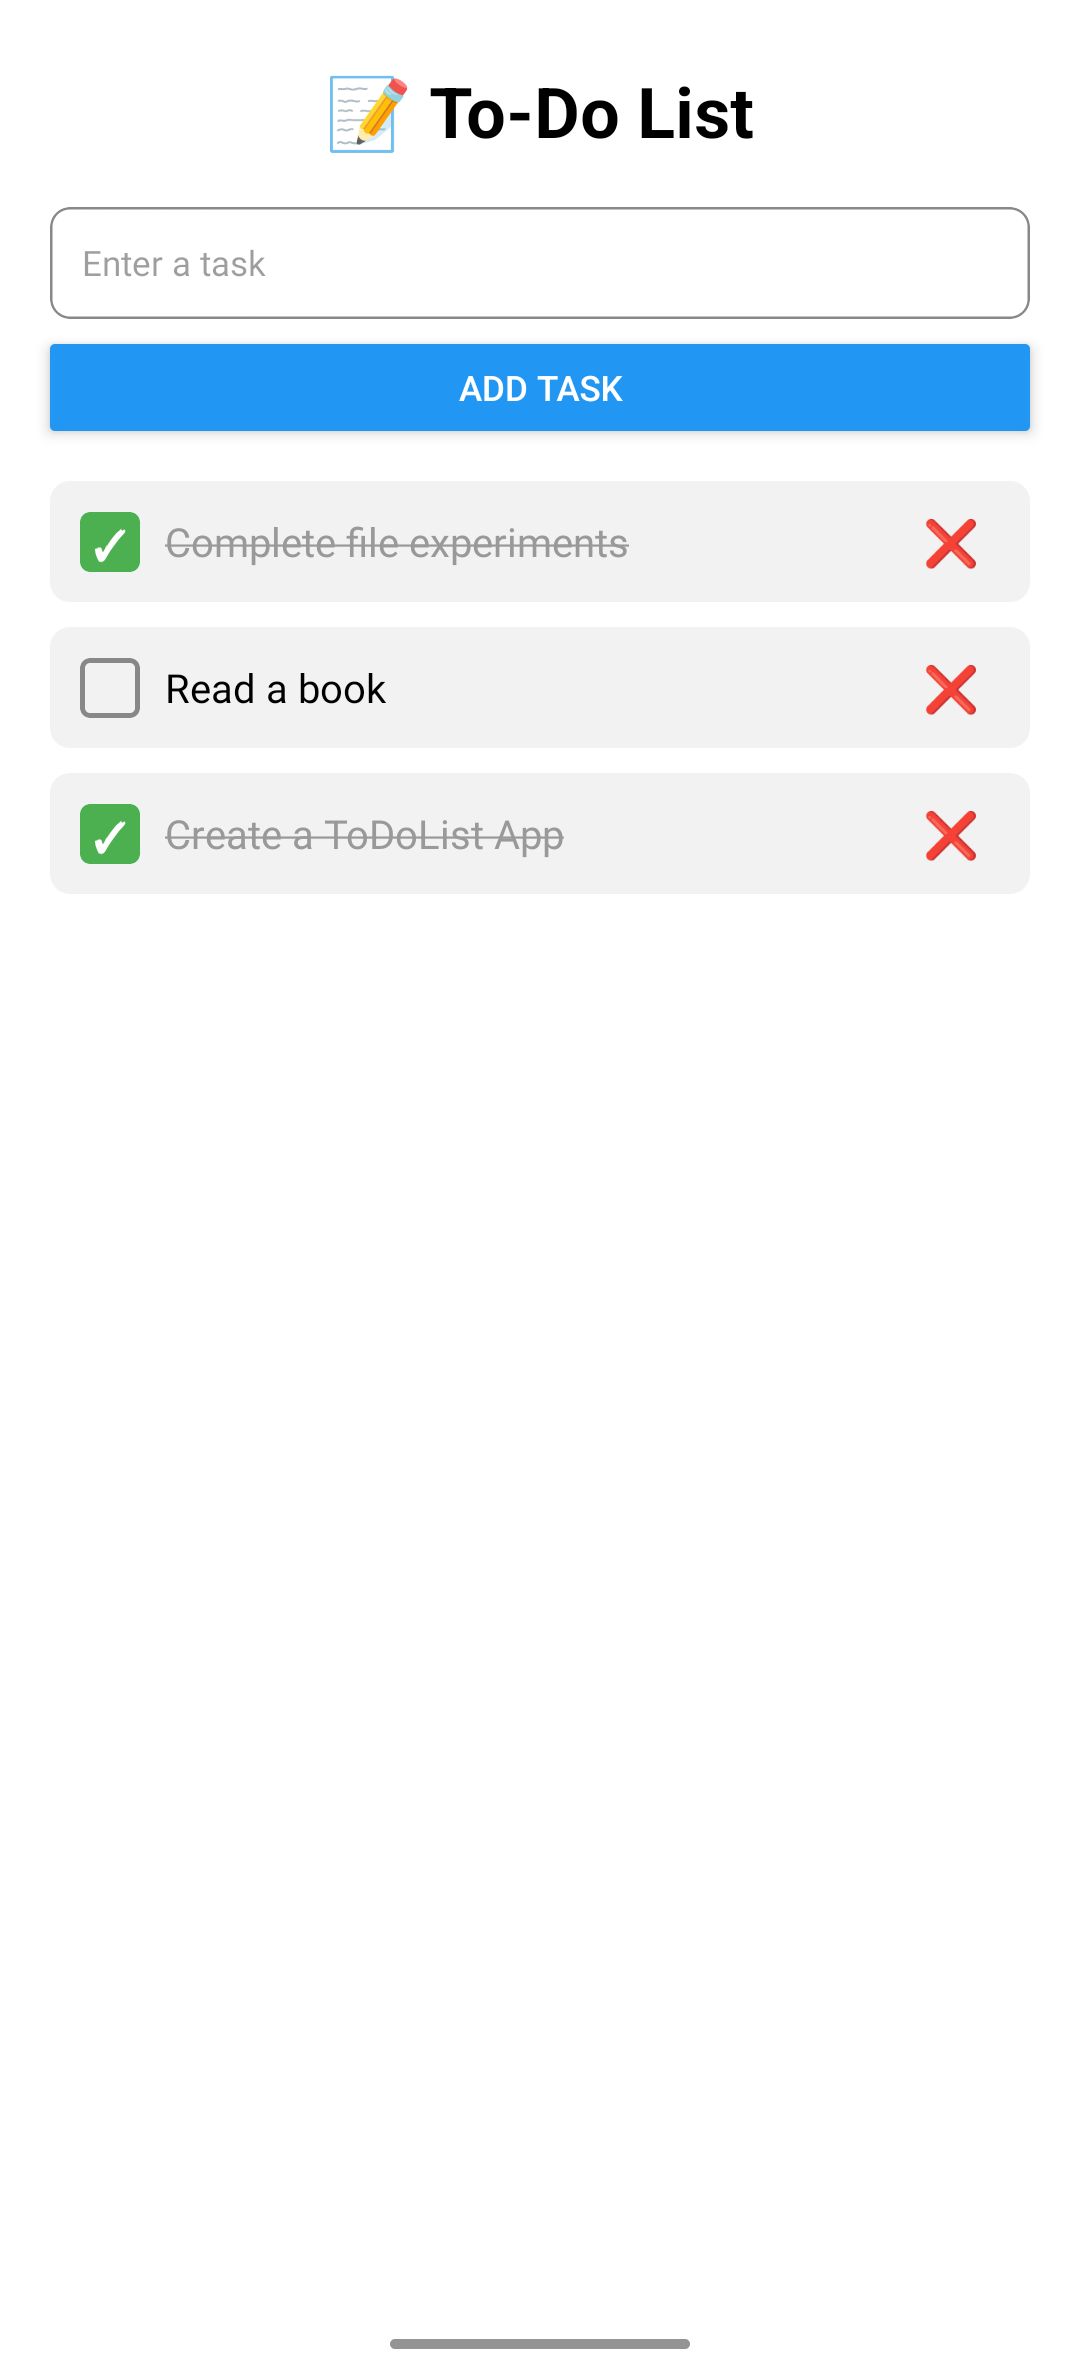 📝 To-Do List
Enter a task
ADD TASK
Complete file experiments
Read a book
Create a ToDoList App